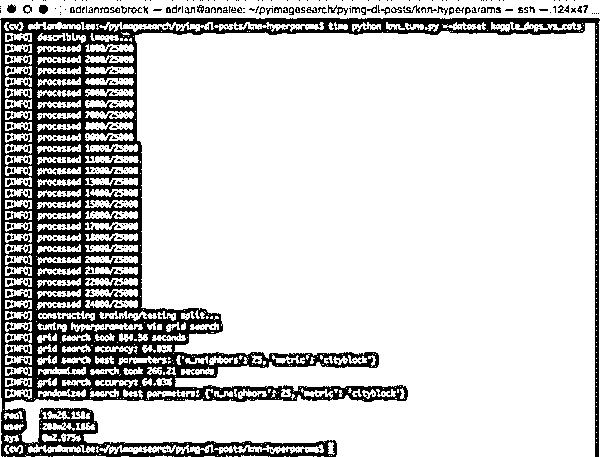 adrianrosebrock — adrian@annalee: ~/pyimagesearch/pyimg-dl-posts/knn-hyperparams — ssh — 124×47
(cv) adrian@annalee:~/pyimagesearch/pyimg-dl-posts/knn-hyperparams$ time python knn_tune.py --dataset kaggle_dogs_vs_cats
[INFO] describing images...
[INFO] processed 1000/25000
[INFO] processed 2000/25000
[INFO] processed 3000/25000
[INFO] processed 4000/25000
[INFO] processed 5000/25000
[INFO] processed 6000/25000
[INFO] processed 7000/25000
[INFO] processed 8000/25000
[INFO] processed 9000/25000
[INFO] processed 10000/25000
[INFO] processed 11000/25000
[INFO] processed 12000/25000
[INFO] processed 13000/25000
[INFO] processed 14000/25000
[INFO] processed 15000/25000
[INFO] processed 16000/25000
[INFO] processed 17000/25000
[INFO] processed 18000/25000
[INFO] processed 19000/25000
[INFO] processed 20000/25000
[INFO] processed 21000/25000
[INFO] processed 22000/25000
[INFO] processed 23000/25000
[INFO] processed 24000/25000
[INFO] constructing training/testing split...
[INFO] tuning hyperparameters via grid search
[INFO] grid search took 884.36 seconds
[INFO] grid search accuracy: 64.03%
[INFO] grid search best parameters: {'n_neighbors': 25, 'metric': 'cityblock'}
[INFO] randomized search took 266.21 seconds
[INFO] grid search accuracy: 64.03%
[INFO] randomized search best parameters: {'n_neighbors': 25, 'metric': 'cityblock'}
real 19m26.158s
user
sys 0m2.975s
(cv) adrian@annalee:~/pyimagesearch/pyimg-dl-posts/knn-hyperparams$